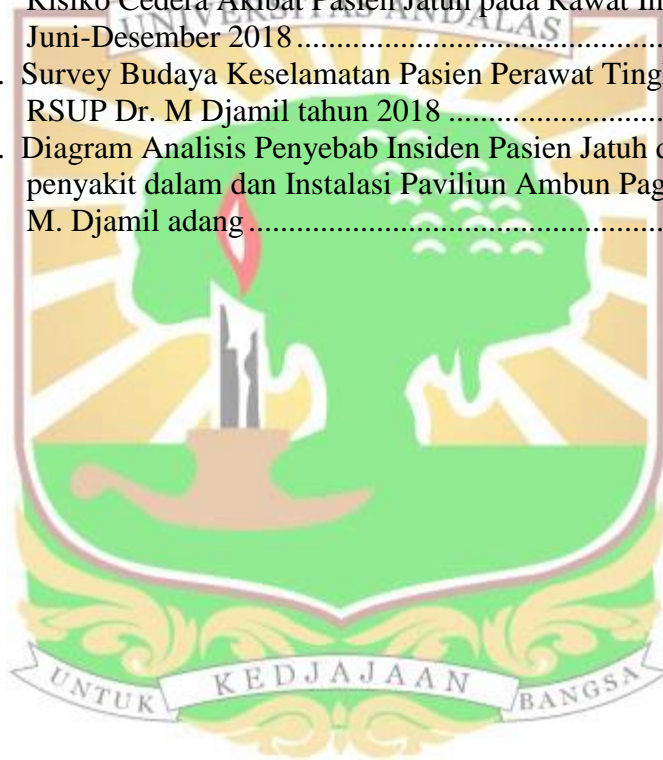 Risiko Cedera Akibat Pasien Jatuh pada Rawat In
UNIVERSITAS ANDALAS
Juni-Desember 2018 ....................................
. Survey Budaya Keselamatan Pasien Perawat Ting
RSUP Dr. M Djamil tahun 2018 ....................................
. Diagram Analisis Penyebab Insiden Pasien Jatuh d
penyakit dalam dan Instalasi Paviliun Ambun Pag
M. Djamil adang ....................................
UNTUK KEDJAJAAN BANGSA